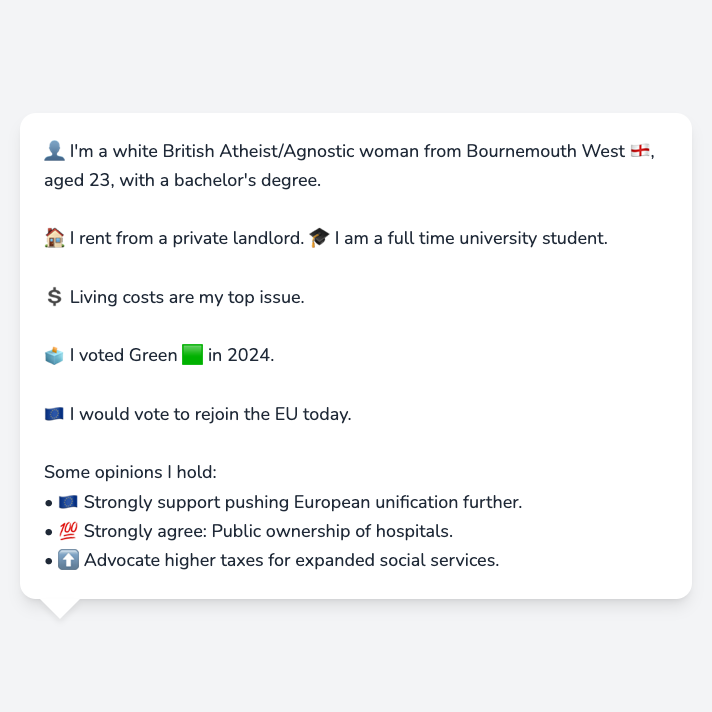 👤 I'm a white British Atheist/Agnostic woman from Bournemouth West 🏴󠁧󠁢󠁥󠁮󠁧󠁿,
aged 23, with a bachelor's degree.
🏠 I rent from a private landlord. 🎓 I am a full time university student.
💲 Living costs are my top issue.
🗳️ I voted Green 🟩 in 2024.
🇪🇺 I would vote to rejoin the EU today.
Some opinions I hold:
• 🇪🇺 Strongly support pushing European unification further.
• 💯 Strongly agree: Public ownership of hospitals.
• ⬆️ Advocate higher taxes for expanded social services.